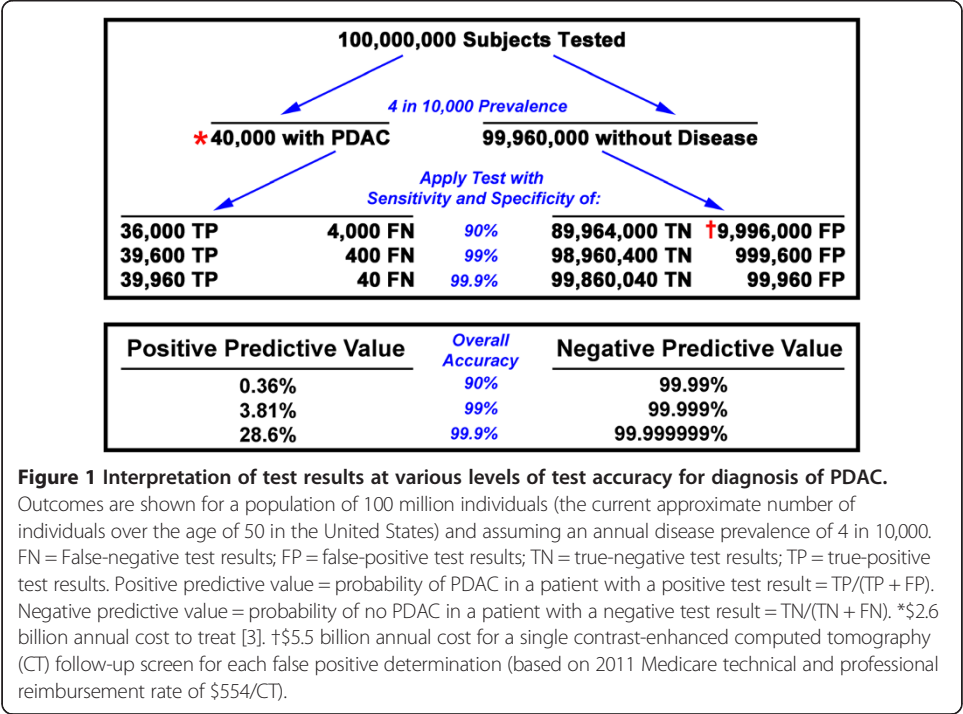 100,000,000 Subjects Tested
4 in 10,000 Prevalence
*40,000 with PDAC 99,960,000 without Disease
Apply Test with
Sensitivity and Specificity of:
36,000 TP 4,000 FN 90% 89,964,000 TN †9,996,000 FP
39,600 TP 400 FN 99% 98,960,400 TN 999,600 FP
39,960 TP 40 FN 99.9% 99,860,040 TN 99,960 FP
Positive Predictive Value Overall Accuracy Negative Predictive Value
0.36% 90% 99.99%
3.81% 99% 99.999%
28.6% 99.9% 99.999999%
Figure 1 Interpretation of test results at various levels of test accuracy for diagnosis of PDAC.
Outcomes are shown for a population of 100 million individuals (the current approximate number of
individuals over the age of 50 in the United States) and assuming an annual disease prevalence of 4 in 10,000.
FN = False-negative test results; FP = false-positive test results; TN = true-negative test results; TP = true-positive
test results. Positive predictive value = probability of PDAC in a patient with a positive test result = TP/(TP + FP).
Negative predictive value = probability of no PDAC in a patient with a negative test result = TN/(TN + FN). *$2.6
billion annual cost to treat [3]. †$5.5 billion annual cost for a single contrast-enhanced computed tomography
(CT) follow-up screen for each false positive determination (based on 2011 Medicare technical and professional
reimbursement rate of $554/CT).